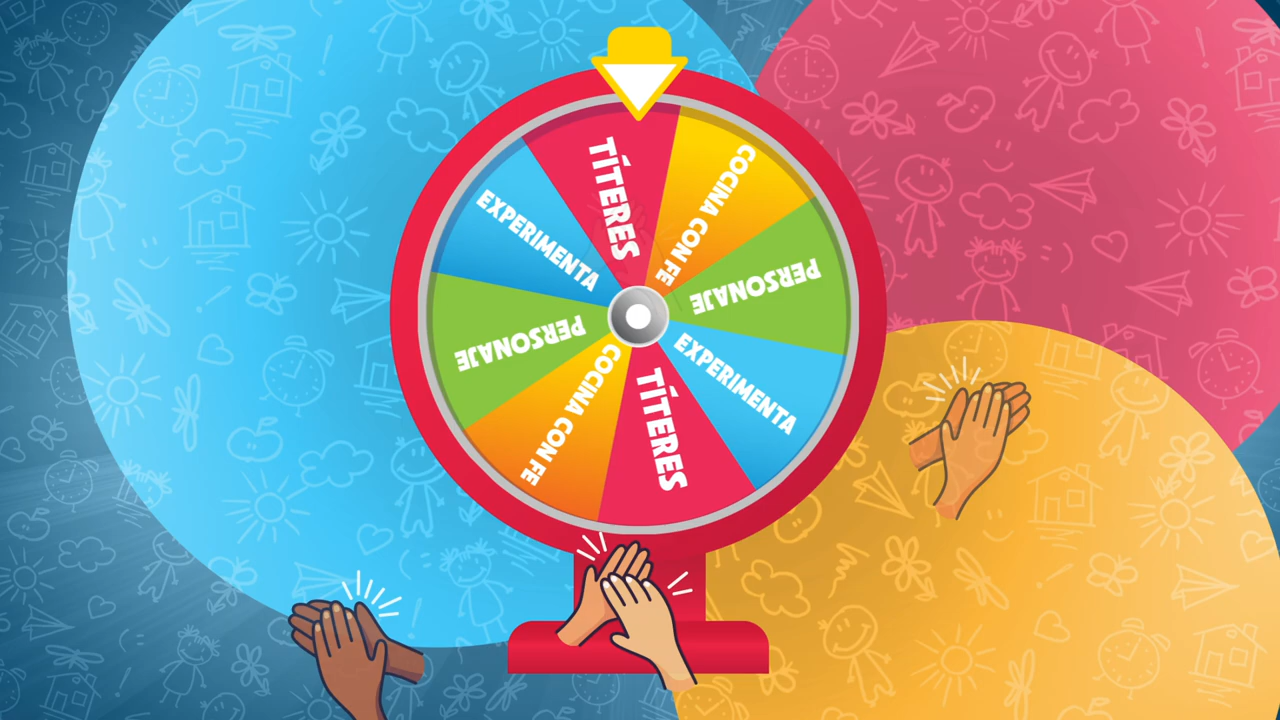 TÍTERES
COCINA CON FE
PERSONAJE
EXPERIMENTA
TÍTERES
COCINA CON FE
PERSONAJE
EXPERIMENTA